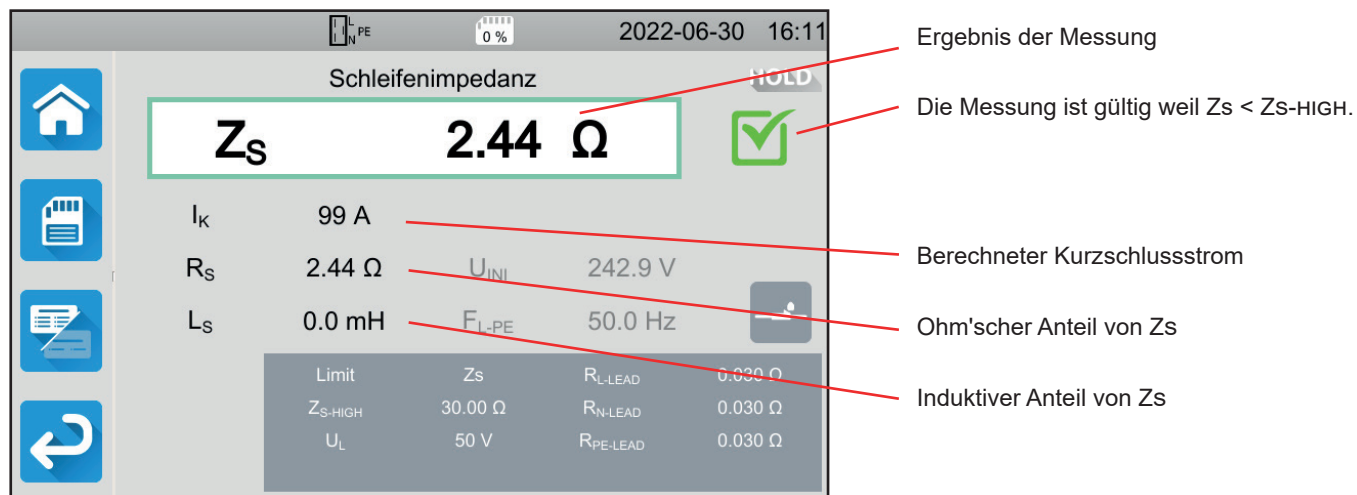 L
N PE
0 %
2022-06-30 16:11
Schleifenimpedanz
HOLD
ZS 2.44 Ω
IK 99 A
RS 2.44 Ω UINI 242.9 V
LS 0.0 mH FL-PE 50.0 Hz
Limit Zs RL-LEAD 0.030 Ω
ZS-HIGH 30.00 Ω RN-LEAD 0.030 Ω
UL 50 V RPE-LEAD 0.030 Ω
Ergebnis der Messung
Die Messung ist gültig weil Zs < Zs-HIGH.
Berechneter Kurzschlussstrom
Ohm'scher Anteil von Zs
Induktiver Anteil von Zs